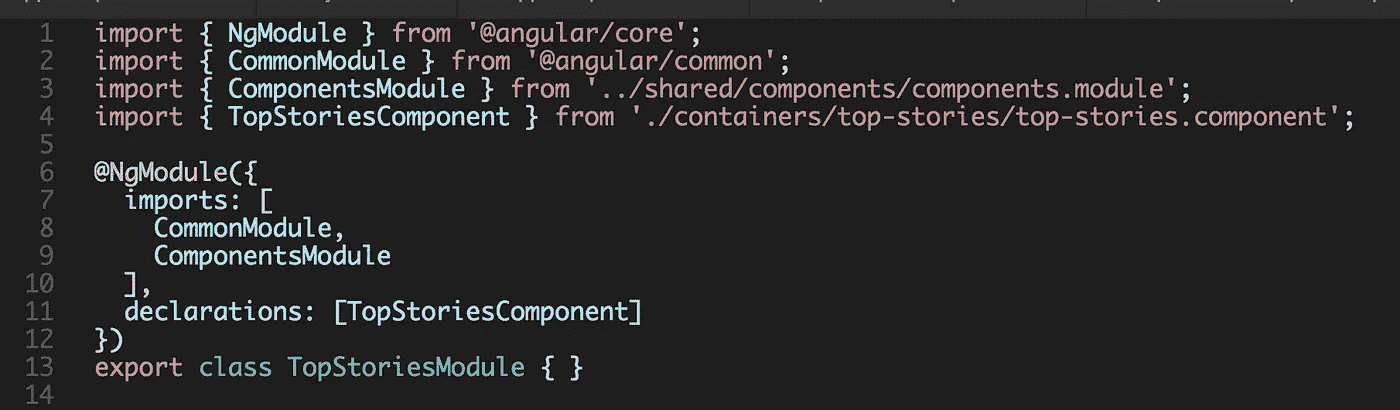 1 import { NgModule } from '@angular/core';
2 import { CommonModule } from '@angular/common';
3 import { ComponentsModule } from '../shared/components/components.module';
4 import { TopStoriesComponent } from './containers/top-stories/top-stories.component';
5
6 @NgModule({
7   imports: [
8     CommonModule,
9     ComponentsModule
10   ],
11   declarations: [TopStoriesComponent]
12 })
13 export class TopStoriesModule { }
14